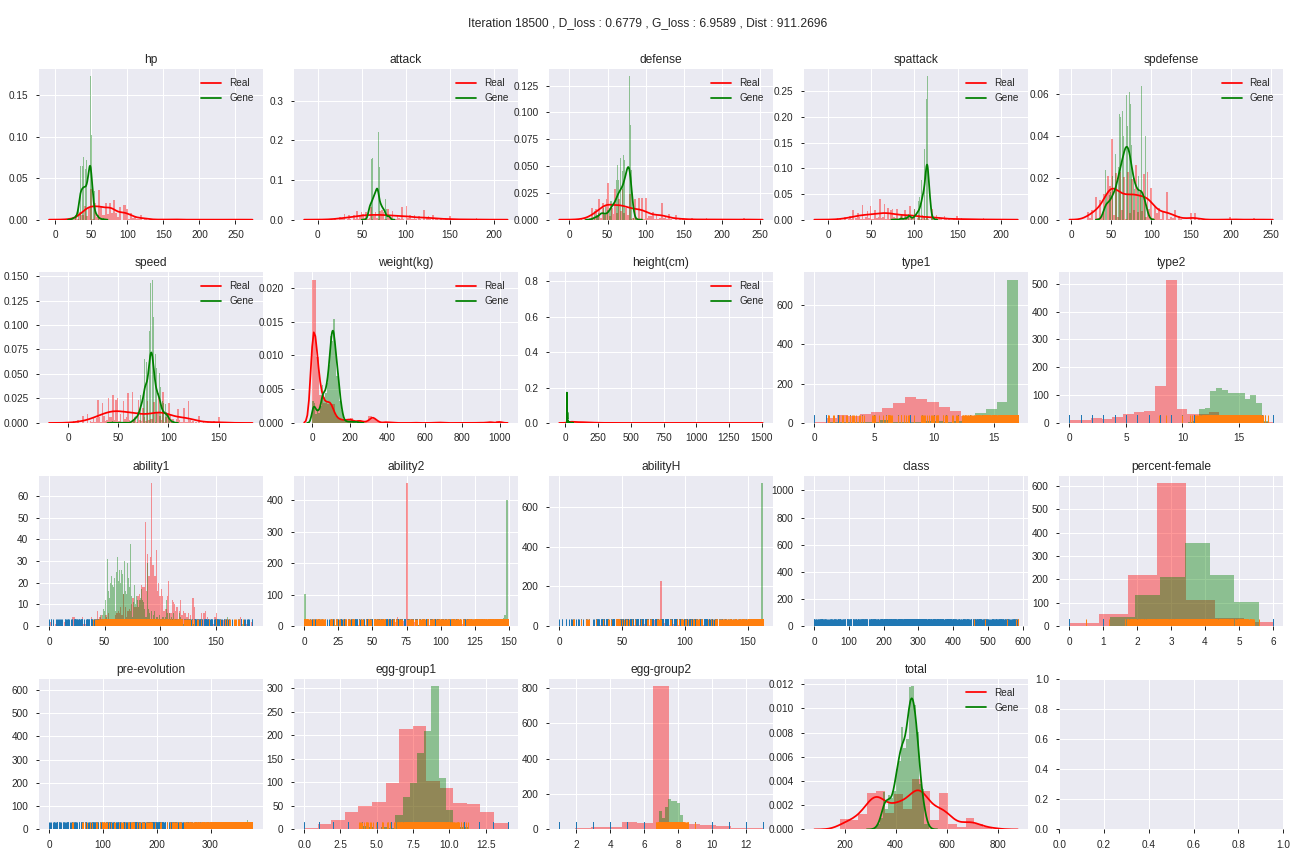 Iteration 18500 , D_loss : 0.6779 , G_loss : 6.9589 , Dist : 911.2696
hp attack defense spattack spdefense
Real Real Real Real Real
Gene Gene Gene Gene Gene
0.15 0.10 0.05 0.00
0 50 100 150 200 250
0.3 0.2 0.1 0.0
0 50 100 150 200
0.125 0.100 0.075 0.050 0.025 0.000
0 50 100 150 200 250
0.25 0.20 0.15 0.10 0.05 0.00
0 50 100 150 200
0.06 0.04 0.02 0.00
0 50 100 150 200 250
speed weight(kg) height(cm) type1 type2
Real Real Real
Gene Gene Gene
0.150 0.125 0.100 0.075 0.050 0.025 0.000
0 50 100 150
0.020 0.015 0.010 0.005 0.000
0 200 400 600 800 1000
0.8 0.6 0.4 0.2 0.0
0 250 500 750 1000 1250 1500
600 400 200 0
0 5 10 15
500 400 300 200 100 0
0 5 10 15
ability1 ability2 abilityH class percent-female
60 50 40 30 20 10 0
0 50 100 150
400 300 200 100 0
0 25 50 75 100 125 150
600 400 200 0
0 50 100 150
1000 800 600 400 200 0
0 100 200 300 400 500 600
600 500 400 300 200 100 0
0 1 2 3 4 5 6
pre-evolution egg-group1 egg-group2 total
Real
Gene
600 500 400 300 200 100 0
0 100 200 300
300 250 200 150 100 50 0
0.0 2.5 5.0 7.5 10.0 12.5
800 600 400 200 0
2 4 6 8 10 12
0.012 0.010 0.008 0.006 0.004 0.002 0.000
200 400 600 800
1.0 0.8 0.6 0.4 0.2 0.0
0.0 0.2 0.4 0.6 0.8 1.0